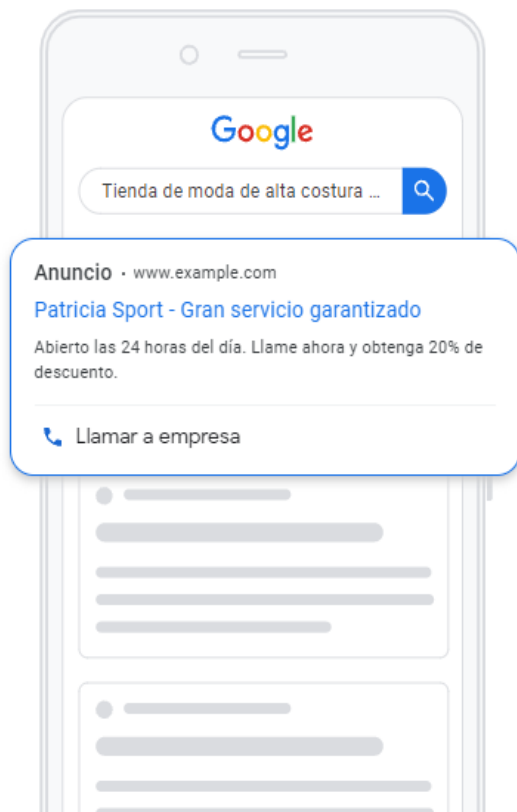 Google
Tienda de moda de alta costura ...
Anuncio · www.example.com
Patricia Sport - Gran servicio garantizado
Abierto las 24 horas del día. Llame ahora y obtenga 20% de
descuento.
Llamar a empresa